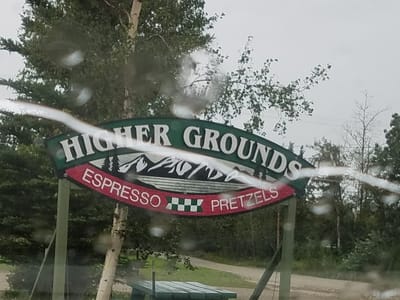 HIGHER GROUNDS
ESPRESSO PRETZELS